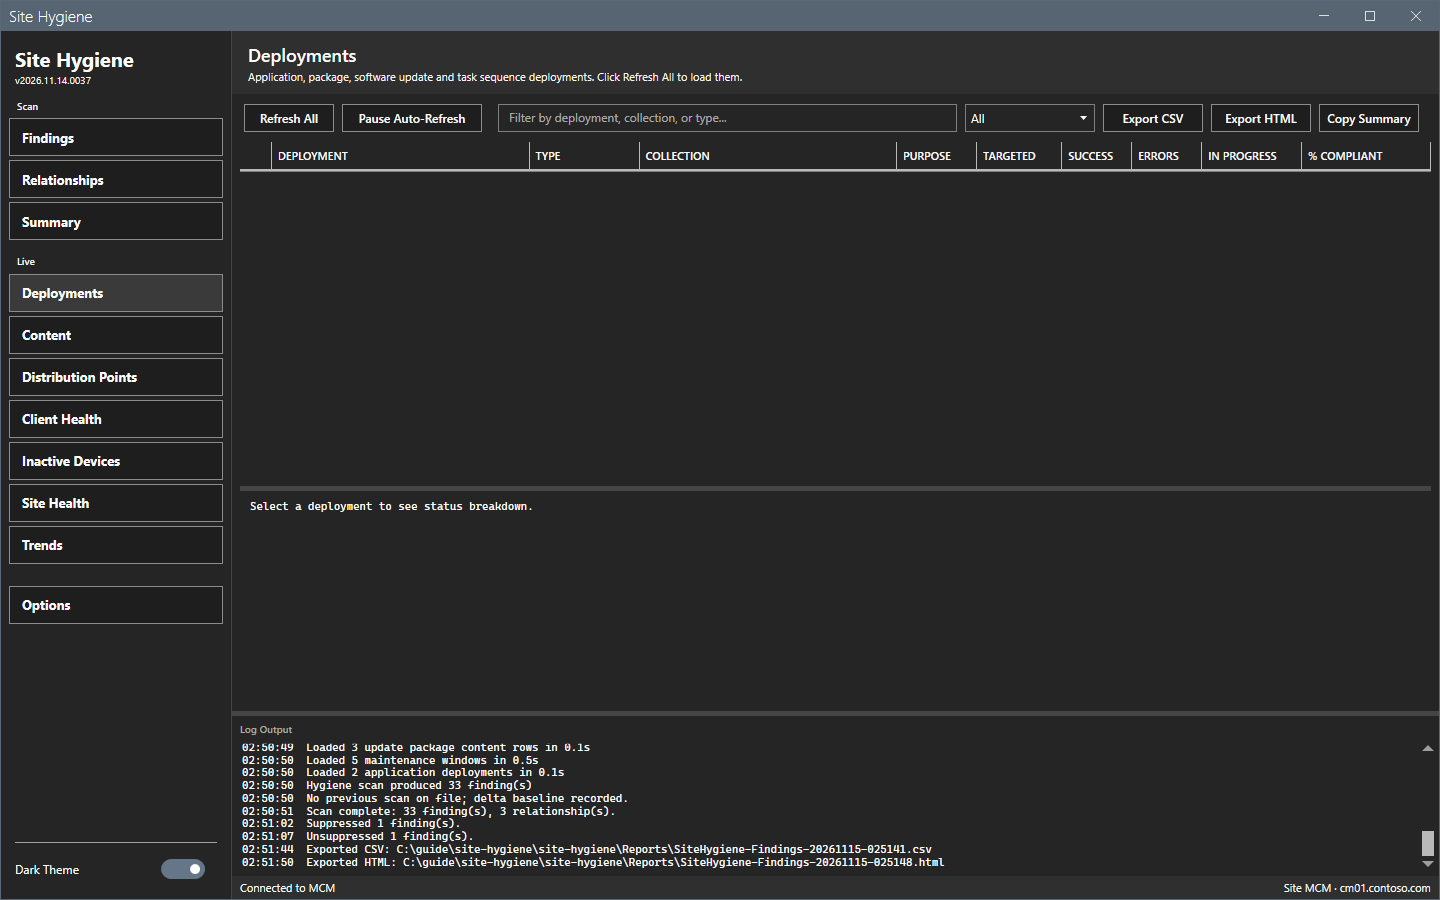 Site Hygiene
Site Hygiene
v2026.11.14.0037
Scan
Findings
Relationships
Summary
Live
Deployments
Content
Distribution Points
Client Health
Inactive Devices
Site Health
Trends
Options
Dark Theme
Deployments
Application, package, software update and task sequence deployments. Click Refresh All to load them.
Refresh All Pause Auto-Refresh Filter by deployment, collection, or type... All Export CSV Export HTML Copy Summary
DEPLOYMENT TYPE COLLECTION PURPOSE TARGETED SUCCESS ERRORS IN PROGRESS % COMPLIANT
Select a deployment to see status breakdown.
Log Output
02:50:49 Loaded 3 update package content rows in 0.1s
02:50:50 Loaded 5 maintenance windows in 0.5s
02:50:50 Loaded 2 application deployments in 0.1s
02:50:50 Hygiene scan produced 33 finding(s)
02:50:50 No previous scan on file; delta baseline recorded.
02:50:51 Scan complete: 33 finding(s), 3 relationship(s).
02:51:02 Suppressed 1 finding(s).
02:51:07 Unsuppressed 1 finding(s).
02:51:44 Exported CSV: C:\guide\site-hygiene\site-hygiene\Reports\SiteHygiene-Findings-20261115-025141.csv
02:51:50 Exported HTML: C:\guide\site-hygiene\site-hygiene\Reports\SiteHygiene-Findings-20261115-025148.html
Connected to MCM
Site MCM · cm01.contoso.com